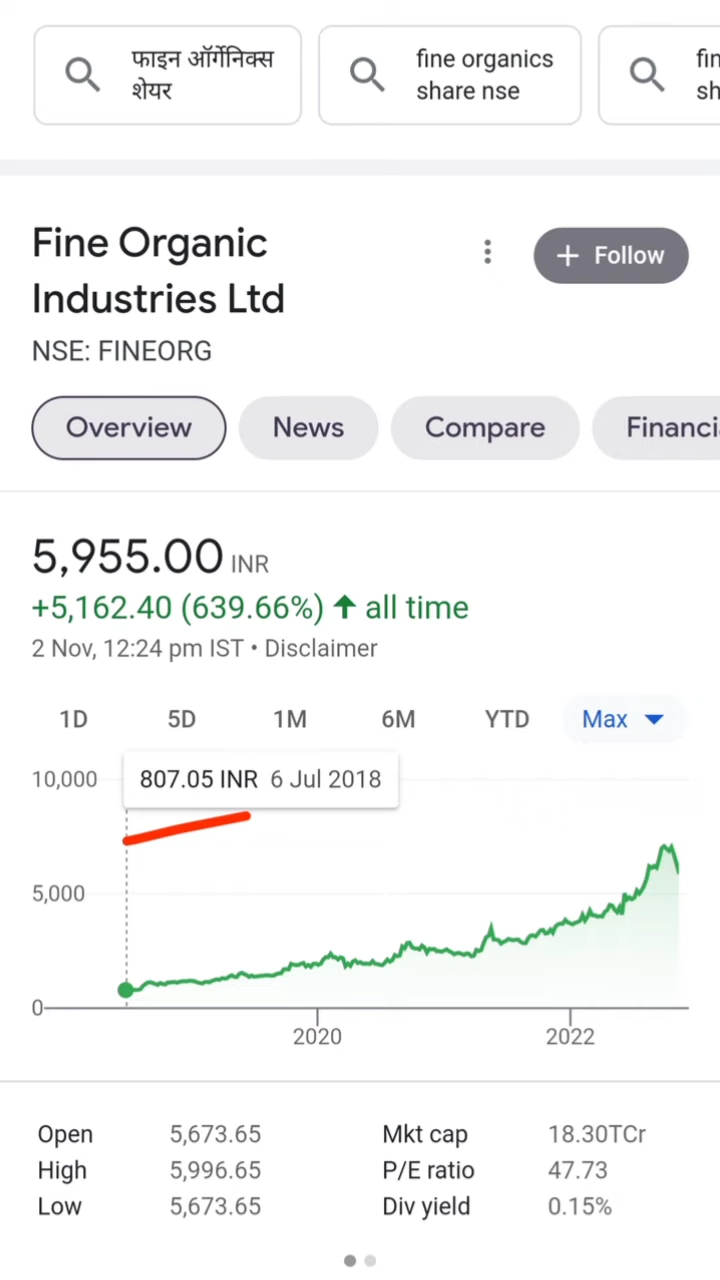 फाइन ऑर्गेनिक्स
शेयर
fine organics
share nse
fin
sh
Fine Organic
Industries Ltd
+ Follow
NSE: FINEORG
Overview
News
Compare
Financi
5,955.00 INR
+5,162.40 (639.66%) ↑ all time
2 Nov, 12:24 pm IST • Disclaimer
1D 5D 1M 6M YTD Max
10,000
807.05 INR 6 Jul 2018
5,000
0
2020 2022
Open 5,673.65 Mkt cap 18.30TCr
High 5,996.65 P/E ratio 47.73
Low 5,673.65 Div yield 0.15%